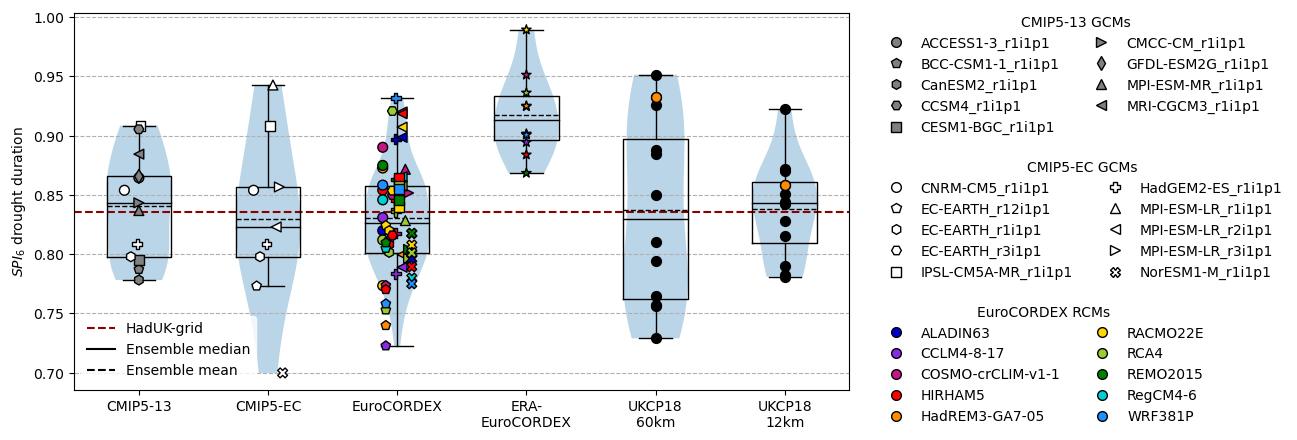 1.00
0.95
0.90
0.85
0.80
0.75
0.70
SPI6 drought duration
HadUK-grid
Ensemble median
Ensemble mean
CMIP5-13
CMIP5-EC
EuroCORDEX
ERA-
EuroCORDEX
UKCP18
60km
UKCP18
12km
CMIP5-13 GCMs
ACCESS1-3_r1i1p1
BCC-CSM1-1_r1i1p1
CanESM2_r1i1p1
CCSM4_r1i1p1
CESM1-BGC_r1i1p1
CMCC-CM_r1i1p1
GFDL-ESM2G_r1i1p1
MPI-ESM-MR_r1i1p1
MRI-CGCM3_r1i1p1
CMIP5-EC GCMs
CNRM-CM5_r1i1p1
EC-EARTH_r12i1p1
EC-EARTH_r1i1p1
EC-EARTH_r3i1p1
IPSL-CM5A-MR_r1i1p1
HadGEM2-ES_r1i1p1
MPI-ESM-LR_r1i1p1
MPI-ESM-LR_r2i1p1
MPI-ESM-LR_r3i1p1
NorESM1-M_r1i1p1
EuroCORDEX RCMs
ALADIN63
CCLM4-8-17
COSMO-crCLIM-v1-1
HIRHAM5
HadREM3-GA7-05
RACMO22E
RCA4
REMO2015
RegCM4-6
WRF381P